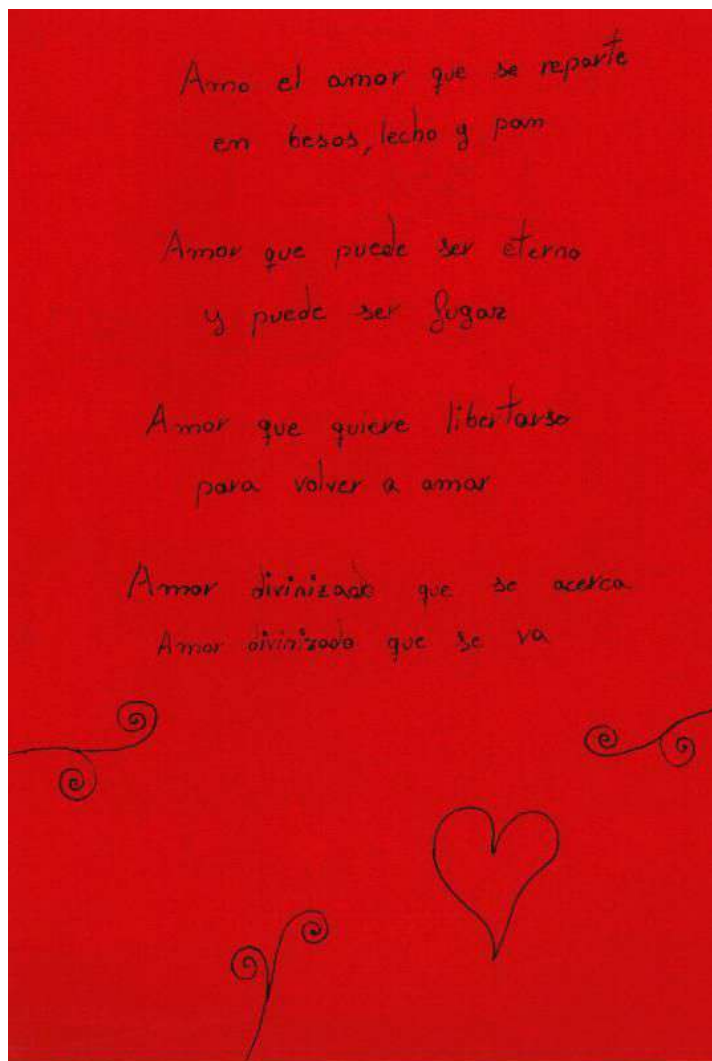 Amo el amor que se reparte
en besos, lecho y pan
Amor que puede ser eterno
y puede ser fugaz
Amor que quiere libertarse
para volver a amar
Amor divinizado que se acerca
Amor divinizado que se va